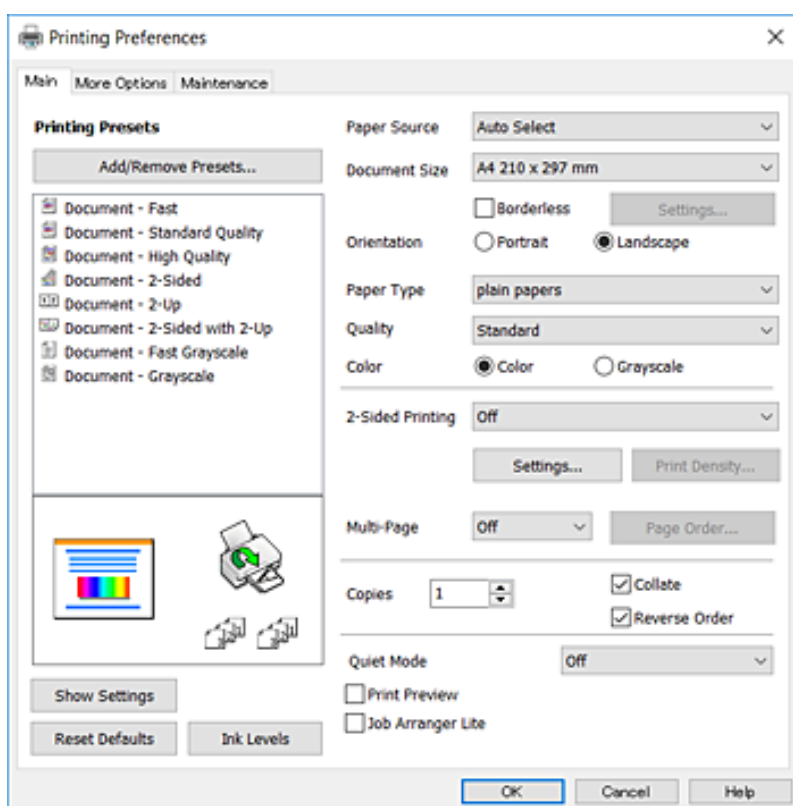 Printing Preferences
Main More Options Maintenance
Printing Presets
Add/Remove Presets...
Document - Fast
Document - Standard Quality
Document - High Quality
Document - 2-Sided
Document - 2-Up
Document - 2-Sided with 2-Up
Document - Fast Grayscale
Document - Grayscale
Show Settings
Reset Defaults Ink Levels
Paper Source Auto Select
Document Size A4 210 x 297 mm
Borderless Settings...
Orientation Portrait Landscape
Paper Type plain papers
Quality Standard
Color Color Grayscale
2-Sided Printing Off
Settings... Print Density...
Multi-Page Off Page Order...
Copies 1 Collate
Reverse Order
Quiet Mode Off
Print Preview
Job Arranger Lite
OK Cancel Help